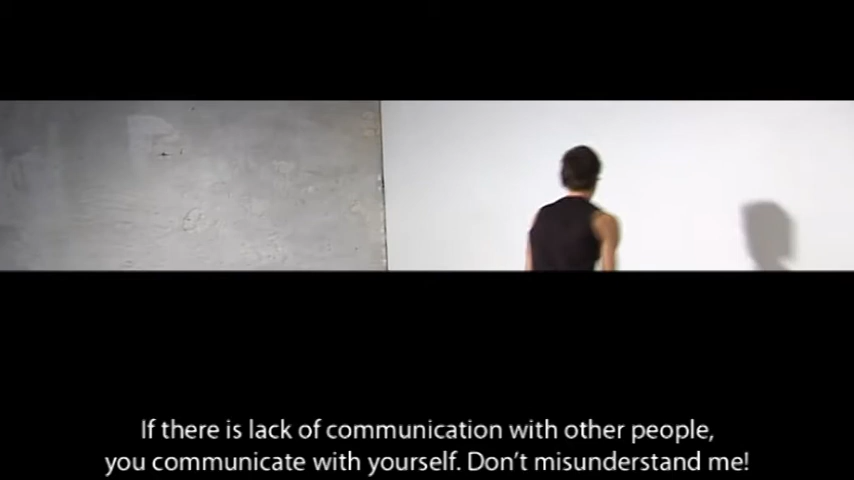 If there is lack of communication with other people,
you communicate with yourself. Don't misunderstand me!